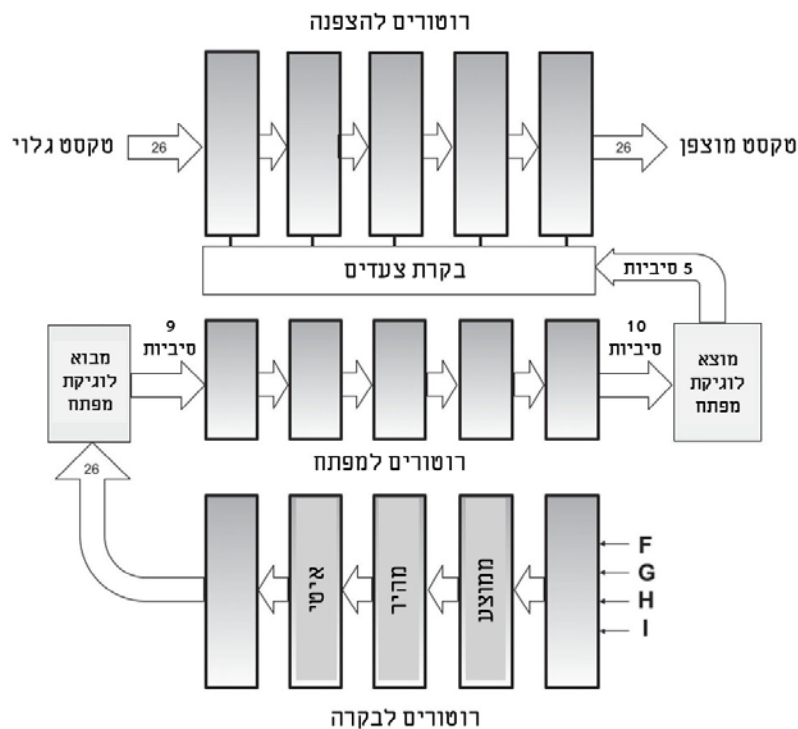 רוטורים להצפנה
טקסט גלוי
26
26
טקסט מוצפן
בקרת צעדים
5 סיביות
מבוא
לוגיקת
מפתח
9
סיביות
10
סיביות
מוצא
לוגיקת
מפתח
רוטורים למפתח
26
איטי
מהיר
ממוצע
F
G
H
I
רוטורים לבקרה